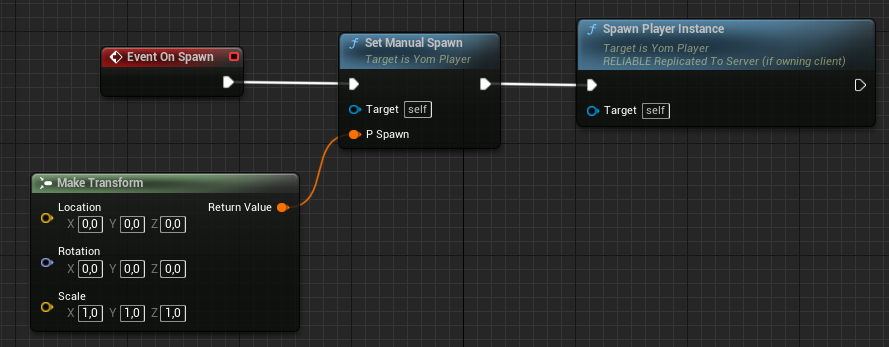 Event On Spawn
f Set Manual Spawn
Target is Yom Player
Target self
P Spawn
f Spawn Player Instance
Target is Yom Player
RELIABLE Replicated To Server (if owning client)
Target self
Make Transform
Location Return Value
X 0,0 Y 0,0 Z 0,0
Rotation
X 0,0 Y 0,0 Z 0,0
Scale
X 1,0 Y 1,0 Z 1,0